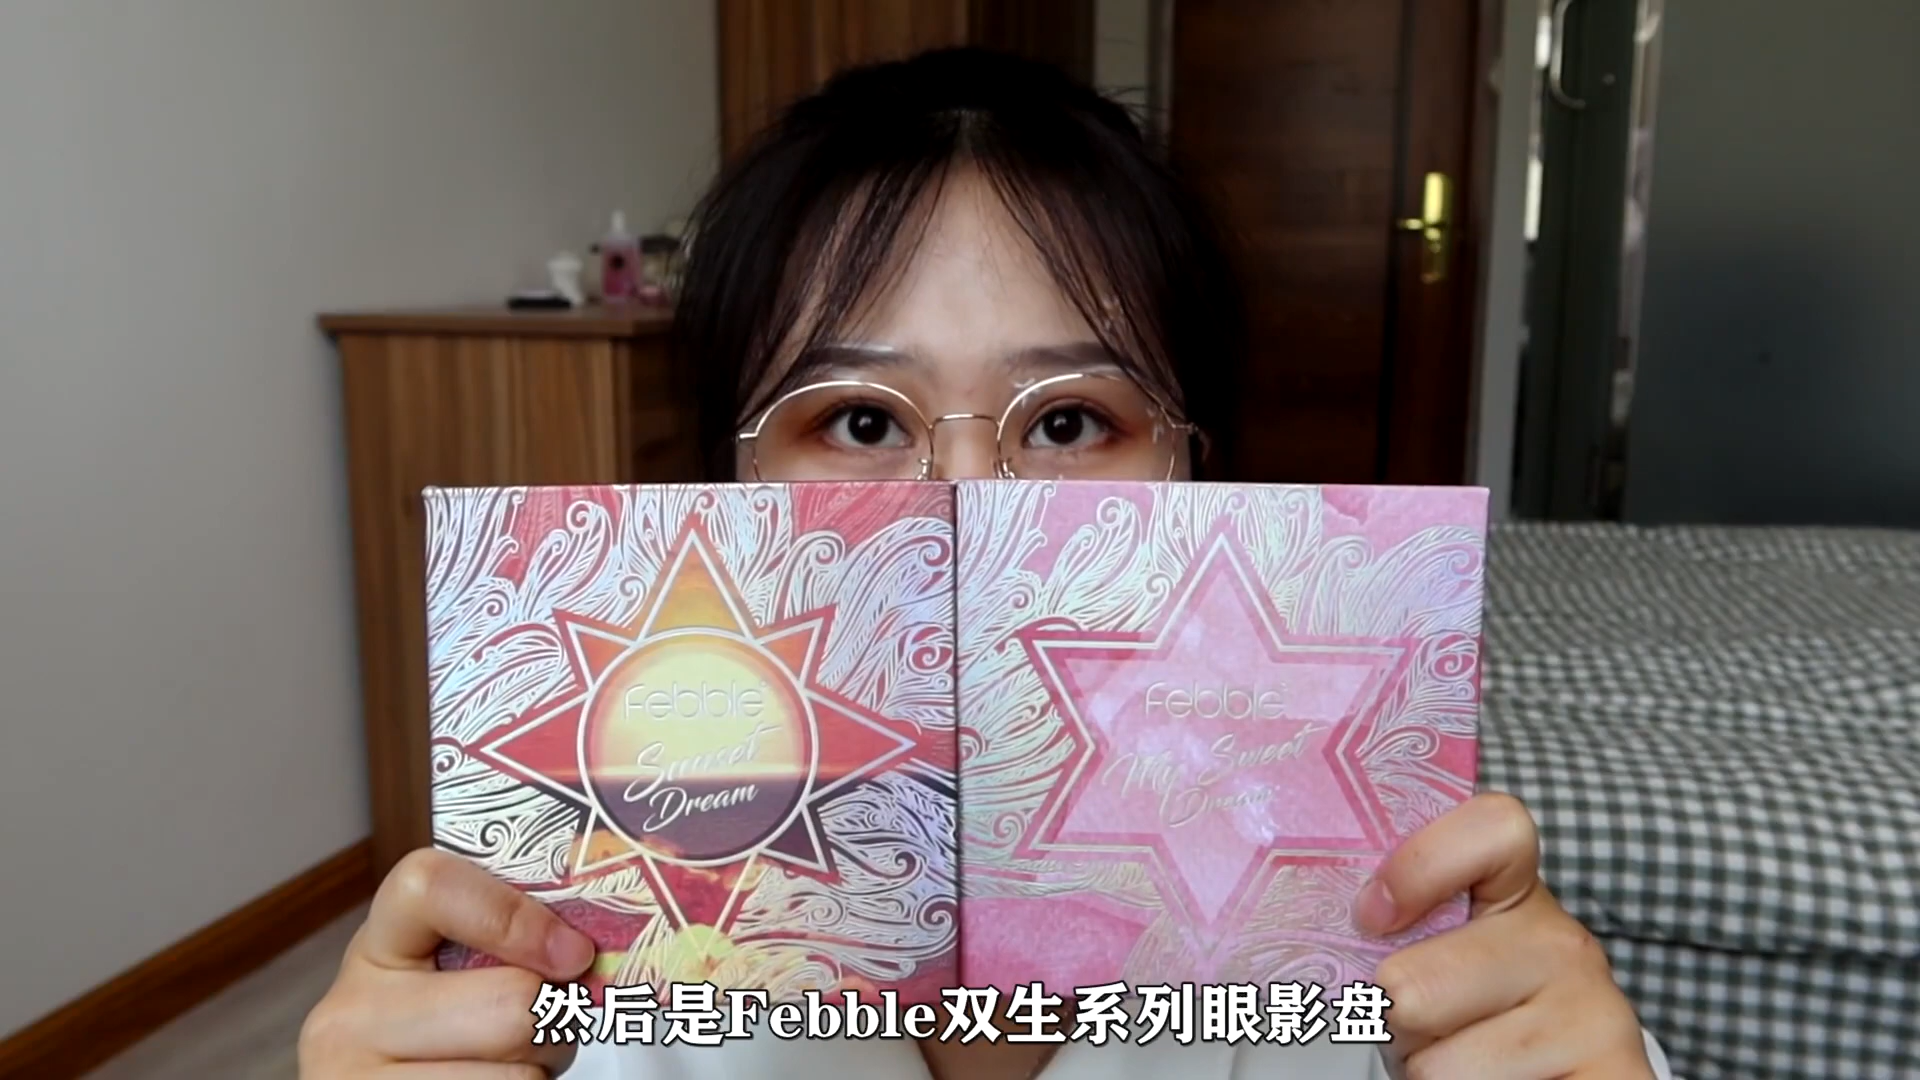 Febble
Sunset
Dream
Febble
My Sweet
Dream
然后是Febble双生系列眼影盘